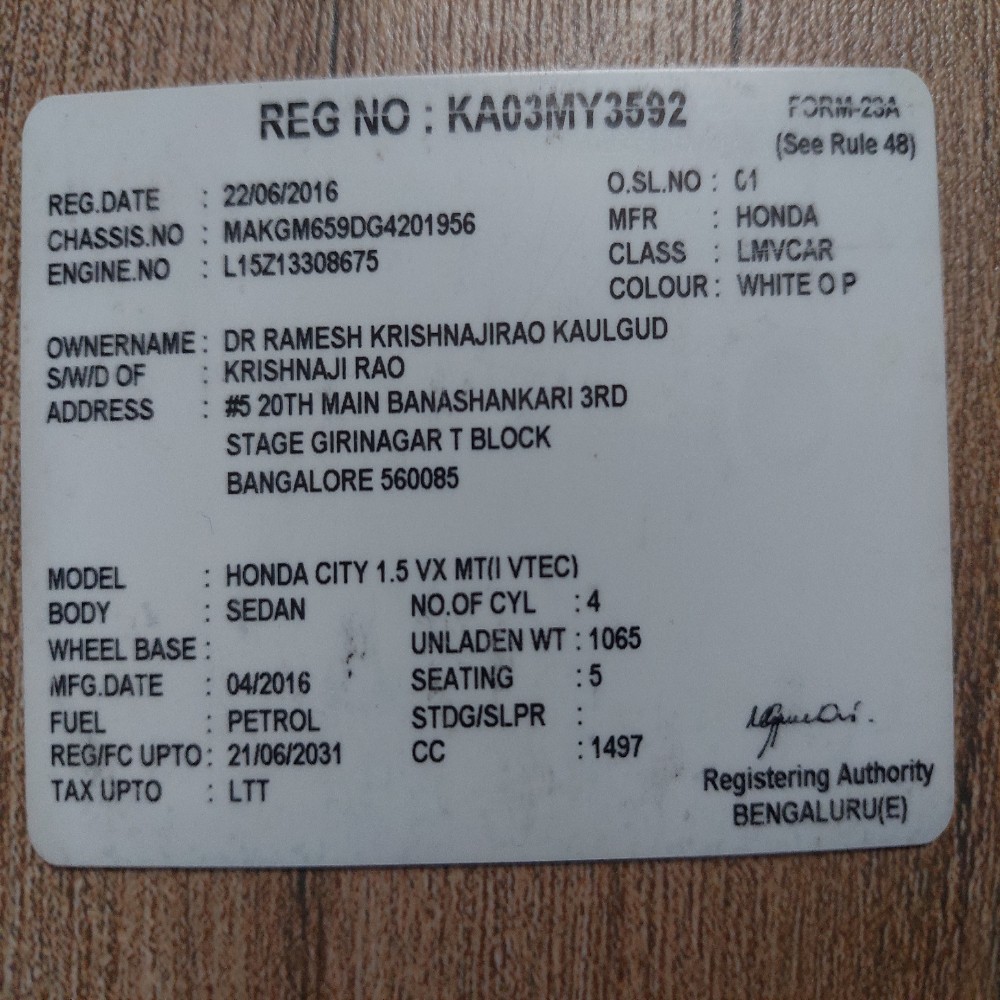 REG NO : KA03MY3592
FORM-23A
(See Rule 48)
REG.DATE : 22/06/2016
O.SL.NO : 01
CHASSIS.NO : MAKGM659DG4201956
MFR : HONDA
ENGINE.NO : L15Z13308675
CLASS : LMVCAR
COLOUR : WHITE O P
OWNERNAME : DR RAMESH KRISHNAJIRAO KAULGUD
S/W/D OF : KRISHNAJI RAO
ADDRESS : #5 20TH MAIN BANASHANKARI 3RD
STAGE GIRINAGAR T BLOCK
BANGALORE 560085
MODEL : HONDA CITY 1.5 VX MT(I VTEC)
BODY : SEDAN NO.OF CYL : 4
WHEEL BASE : UNLADEN WT : 1065
MFG.DATE : 04/2016 SEATING : 5
FUEL : PETROL STDG/SLPR :
REG/FC UPTO : 21/06/2031 CC : 1497
TAX UPTO : LTT
Registering Authority
BENGALURU(E)